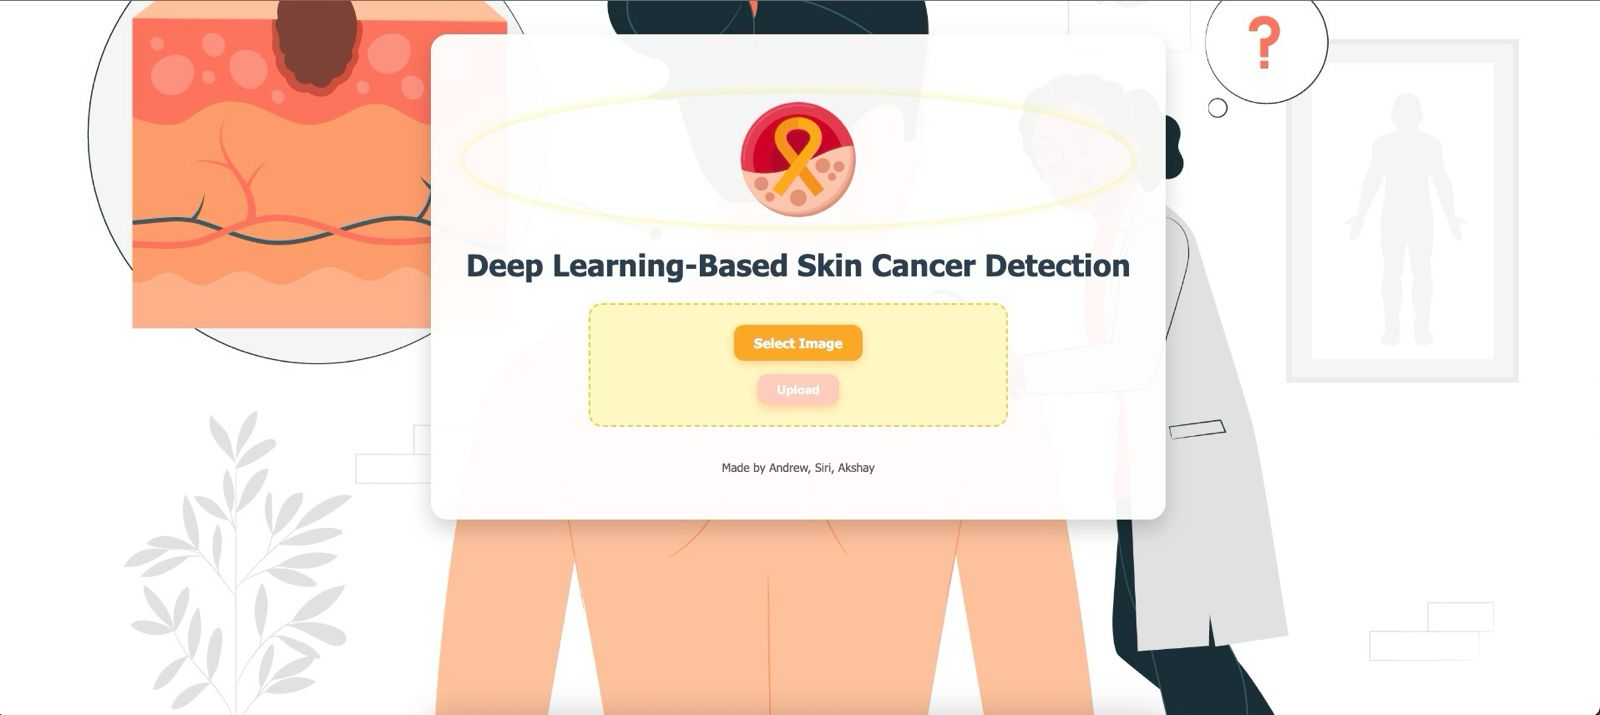 ?
Deep Learning-Based Skin Cancer Detection
Select Image
Upload
Made by Andrew, Siri, Akshay